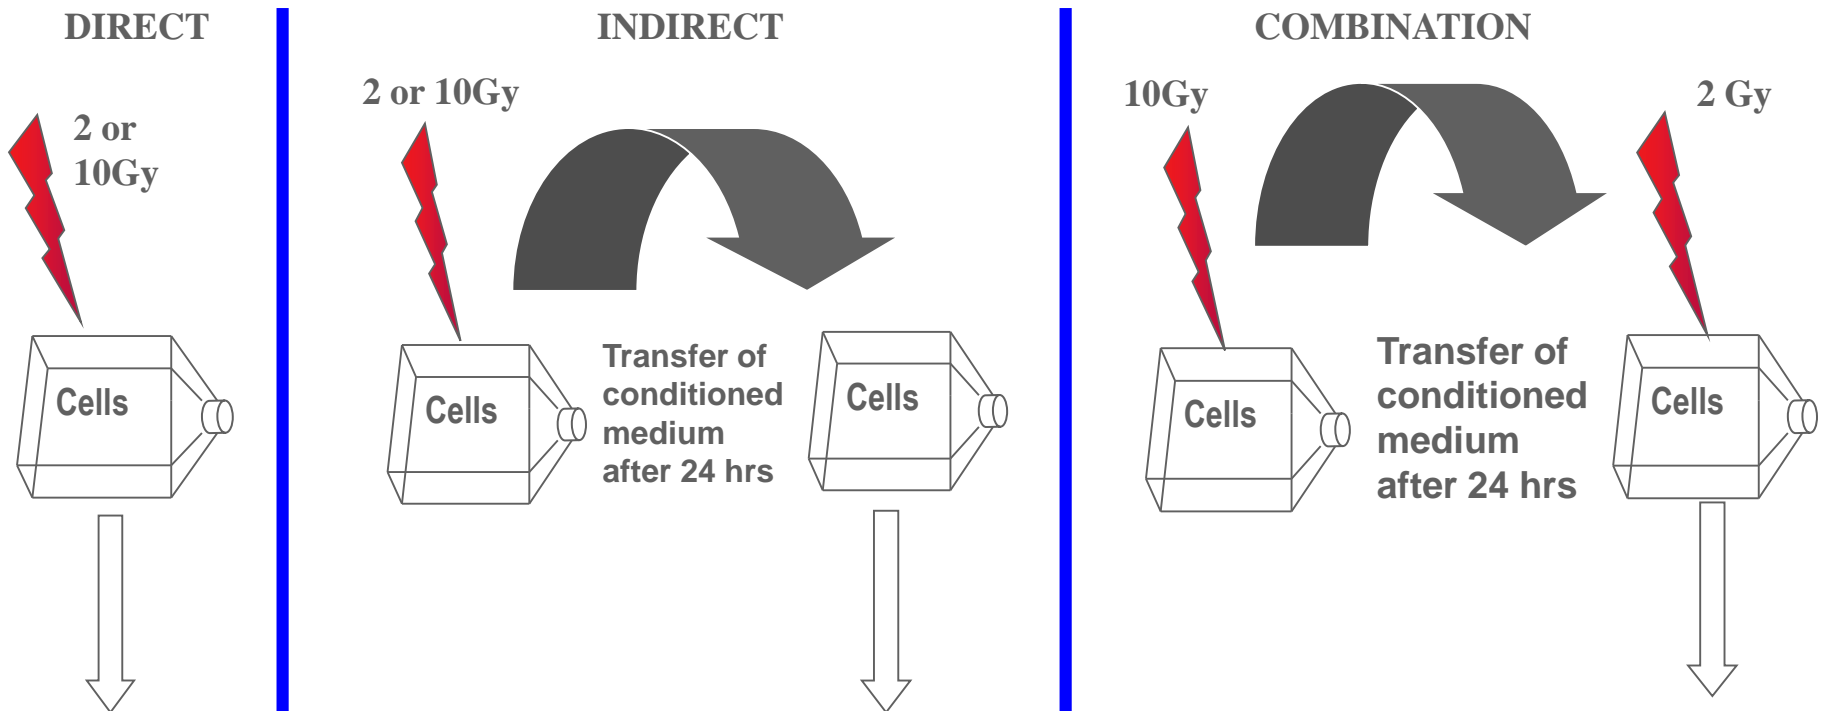 DIRECT
2 or
10Gy
Cells
INDIRECT
2 or 10Gy
Cells
Transfer of
conditioned
medium
after 24 hrs
Cells
COMBINATION
10Gy
2 Gy
Cells
Transfer of
conditioned
medium
after 24 hrs
Cells